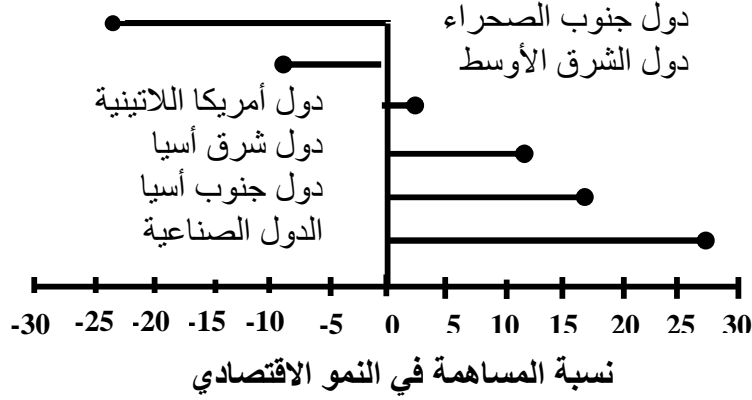 دول جنوب الصحراء
دول الشرق الأوسط
دول أمريكا اللاتينية
دول شرق أسيا
دول جنوب أسيا
الدول الصناعية
-30 -25 -20 -15 -10 -5 0 5 10 15 20 25 30
نسبة المساهمة في النمو الاقتصادي